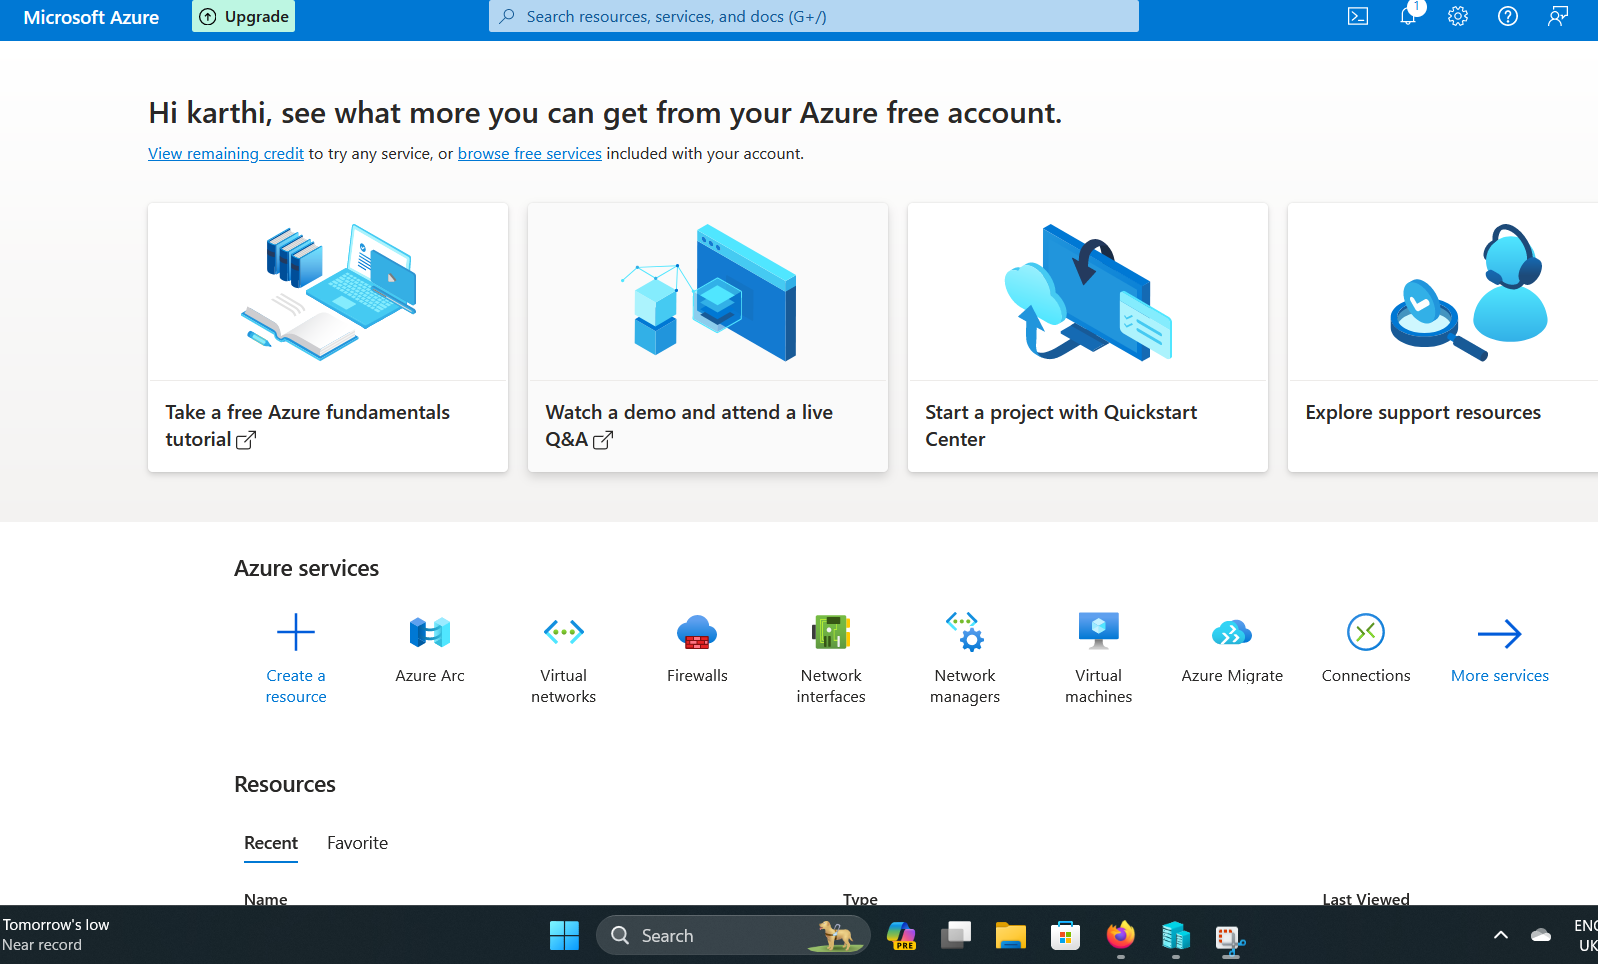 Microsoft Azure
Upgrade
Search resources, services, and docs (G+/)
1
Hi karthi, see what more you can get from your Azure free account.
View remaining credit to try any service, or browse free services included with your account.
Take a free Azure fundamentals
tutorial
Watch a demo and attend a live
Q&A
Start a project with Quickstart
Center
Explore support resources
Azure services
Create a
resource
Azure Arc
Virtual
networks
Firewalls
Network
interfaces
Network
managers
Virtual
machines
Azure Migrate
Connections
More services
Resources
Recent
Favorite
Name
Type
Last Viewed
Tomorrow's low
Near record
Search
PRE
ENG
UK